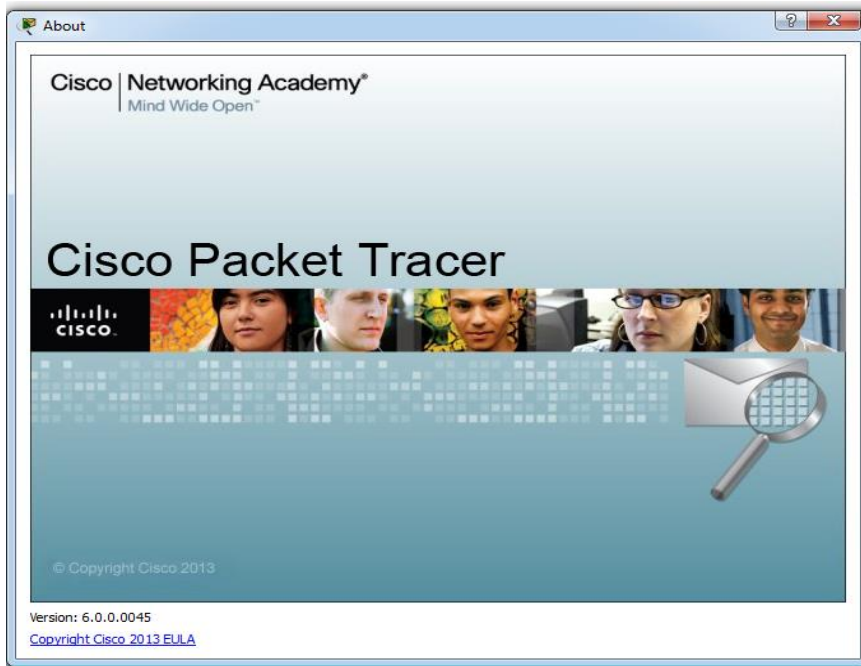 About
Cisco Networking Academy®
Mind Wide Open™
Cisco Packet Tracer
CISCO.
© Copyright Cisco 2013
Version: 6.0.0.0045
Copyright Cisco 2013 EULA